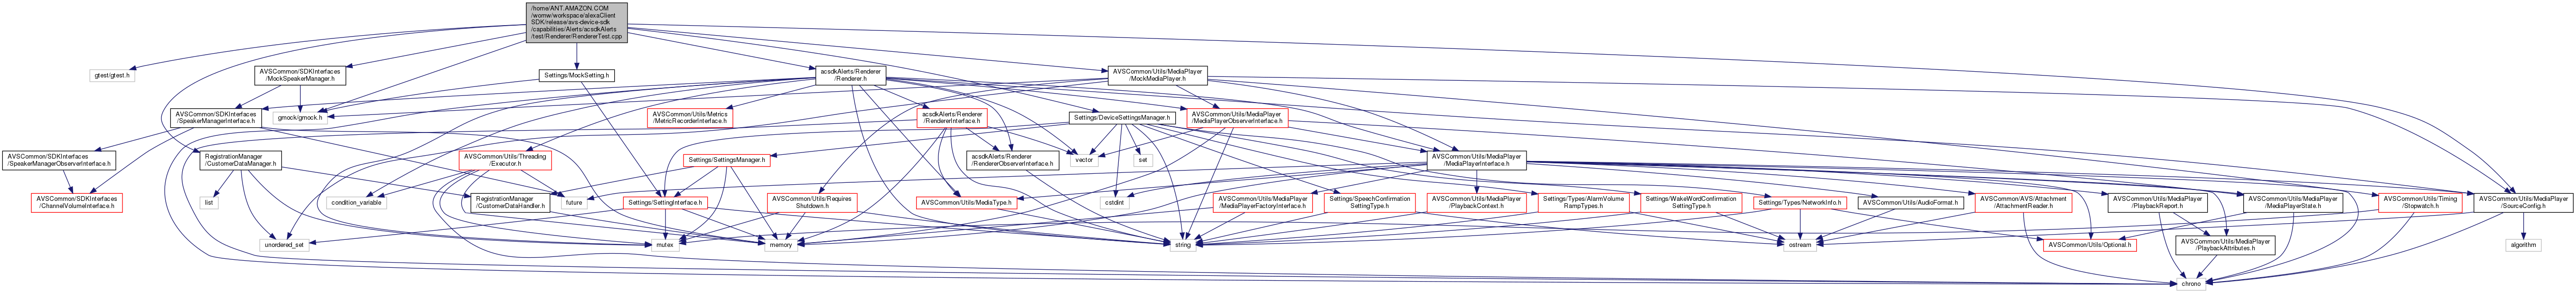 /home/ANT.AMAZON.COM
/womw/workspace/alexaClient
SDK/release/avs-device-sdk
/capabilities/Alerts/acsdkAlerts
/test/Renderer/RendererTest.cpp
gtest/gtest.h
AVSCommon/SDKInterfaces
/MockSpeakerManager.h
Settings/MockSetting.h
acsdkAlerts/Renderer
/Renderer.h
AVSCommon/Utils/MediaPlayer
/MockMediaPlayer.h
AVSCommon/SDKInterfaces
/SpeakerManagerInterface.h
gmock/gmock.h
AVSCommon/Utils/Metrics
/MetricRecorderInterface.h
acsdkAlerts/Renderer
/RendererInterface.h
Settings/DeviceSettingsManager.h
AVSCommon/Utils/MediaPlayer
/MediaPlayerObserverInterface.h
AVSCommon/SDKInterfaces
/SpeakerManagerObserverInterface.h
RegistrationManager
/CustomerDataManager.h
AVSCommon/Utils/Threading
/Executor.h
Settings/SettingsManager.h
acsdkAlerts/Renderer
/RendererObserverInterface.h
vector
set
AVSCommon/Utils/MediaPlayer
/MediaPlayerInterface.h
AVSCommon/SDKInterfaces
/ChannelVolumeInterface.h
list
condition_variable
RegistrationManager
/CustomerDataHandler.h
future
Settings/SettingInterface.h
AVSCommon/Utils/Requires
Shutdown.h
AVSCommon/Utils/MediaType.h
cstdint
AVSCommon/Utils/MediaPlayer
/MediaPlayerFactoryInterface.h
Settings/SpeechConfirmation
SettingType.h
AVSCommon/Utils/MediaPlayer
/PlaybackContext.h
Settings/Types/AlarmVolume
RampTypes.h
Settings/WakeWordConfirmation
SettingType.h
Settings/Types/NetworkInfo.h
AVSCommon/Utils/AudioFormat.h
AVSCommon/AVS/Attachment
/AttachmentReader.h
AVSCommon/Utils/MediaPlayer
/PlaybackReport.h
AVSCommon/Utils/MediaPlayer
/MediaPlayerState.h
AVSCommon/Utils/Timing
/Stopwatch.h
AVSCommon/Utils/MediaPlayer
/SourceConfig.h
unordered_set
mutex
memory
string
ostream
AVSCommon/Utils/Optional.h
AVSCommon/Utils/MediaPlayer
/PlaybackAttributes.h
algorithm
chrono